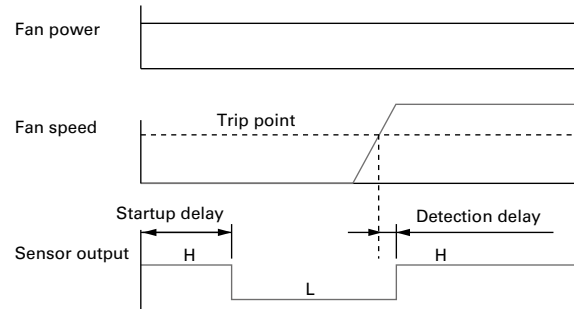 Fan power
Fan speed
Trip point
Startup delay
Detection delay
Sensor output
H
L
H